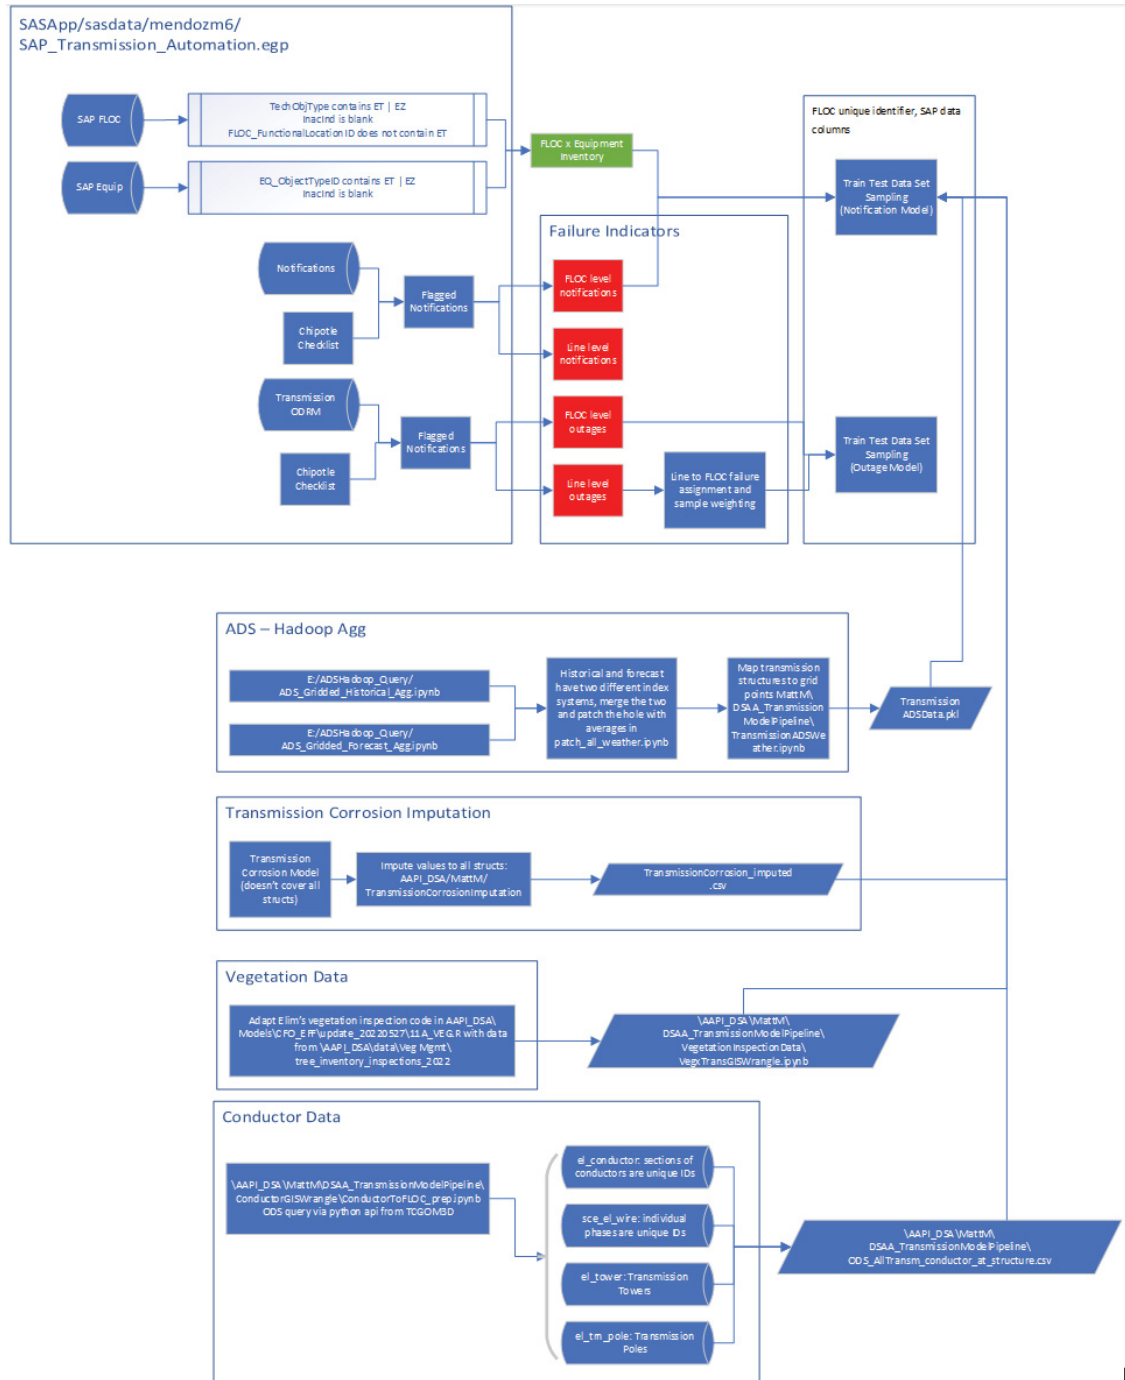 SASApp/sasdata/mendozm6/
SAP_Transmission_Automation.egp
SAP FLOC
TechObjType contains ET | EZ
InacInd is blank
FLOC_FunctionalLocationID does not contain ET
SAP Equip
EQ_ObjectTypeID contains ET | EZ
InacInd is blank
FLOC x Equipment
Inventory
FLOC unique identifier, SAP data
columns
Train Test Data Set
Sampling
(Notification Model)
Failure Indicators
Notifications
Chipotle
Checklist
Flagged
Notifications
FLOC level
notifications
Line level
notifications
Transmission
ODRM
Chipotle
Checklist
Flagged
Notifications
FLOC level
outages
Line level
outages
Line to FLOC failure
assignment and
sample weighting
Train Test Data Set
Sampling
(Outage Model)
ADS – Hadoop Agg
E:/ADSHadoop_Query/
ADS_Gridded_Historical_Agg.ipynb
E:/ADSHadoop_Query/
ADS_Gridded_Forecast_Agg.ipynb
Historical and forecast
have two different index
systems, merge the two
and patch the hole with
averages in
patch_all_weather.ipynb
Map transmission
structures to grid
points MattM\
DSAA_Transmission
ModelPipeline\
TransmissionADSWe
ather.ipynb
Transmission
ADSData.pkl
Transmission Corrosion Imputation
Transmission
Corrosion Model
(doesn't cover all
structs)
Impute values to all structs:
AAPI_DSA/MattM/
TransmissionCorrosionImputation
TransmissionCorrosion_imputed
.csv
Vegetation Data
Adapt Elim's vegetation inspection code in AAPI_DSA\
Models\CFO_EFF\update_20220527\11A_VEG.R with data
from \AAPI_DSA\data\Veg Mgmt\
tree_inventory_inspections_2022
\AAPI_DSA\MattM\
DSAA_TransmissionModelPipeline\
VegetationInspectionData\
VegxTransGISWrangle.ipynb
Conductor Data
\AAPI_DSA\MattM\DSAA_TransmissionModelPipeline\
ConductorGISWrangle\ConductorToFLOC_prep.ipynb
ODS query via python api from TCGOM3D
el_conductor: sections of
conductors are unique IDs
sce_el_wire: individual
phases are unique IDs
el_tower: Transmission
Towers
el_trn_pole: Transmission
Poles
\AAPI_DSA\MattM\
DSAA_TransmissionModelPipeline\
ODS_AllTransm_conductor_at_structure.csv